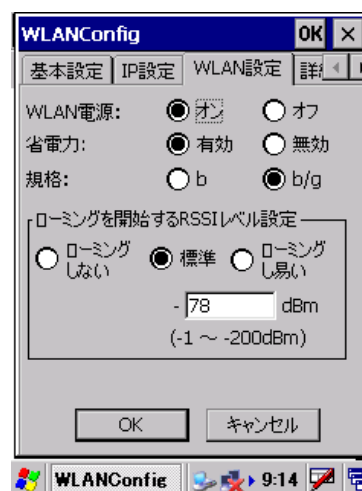 WLANConfig OK ×
基本設定 IP設定 WLAN設定
WLAN電源: オン オフ
省電力: 有効 無効
規格: b b/g
ローミングを開始するRSSIレベル設定
ローミング
しない 標準 ローミング
し易い
- 78 dBm
(-1 ~ -200dBm)
OK キャンセル
WLANConfig 9:14